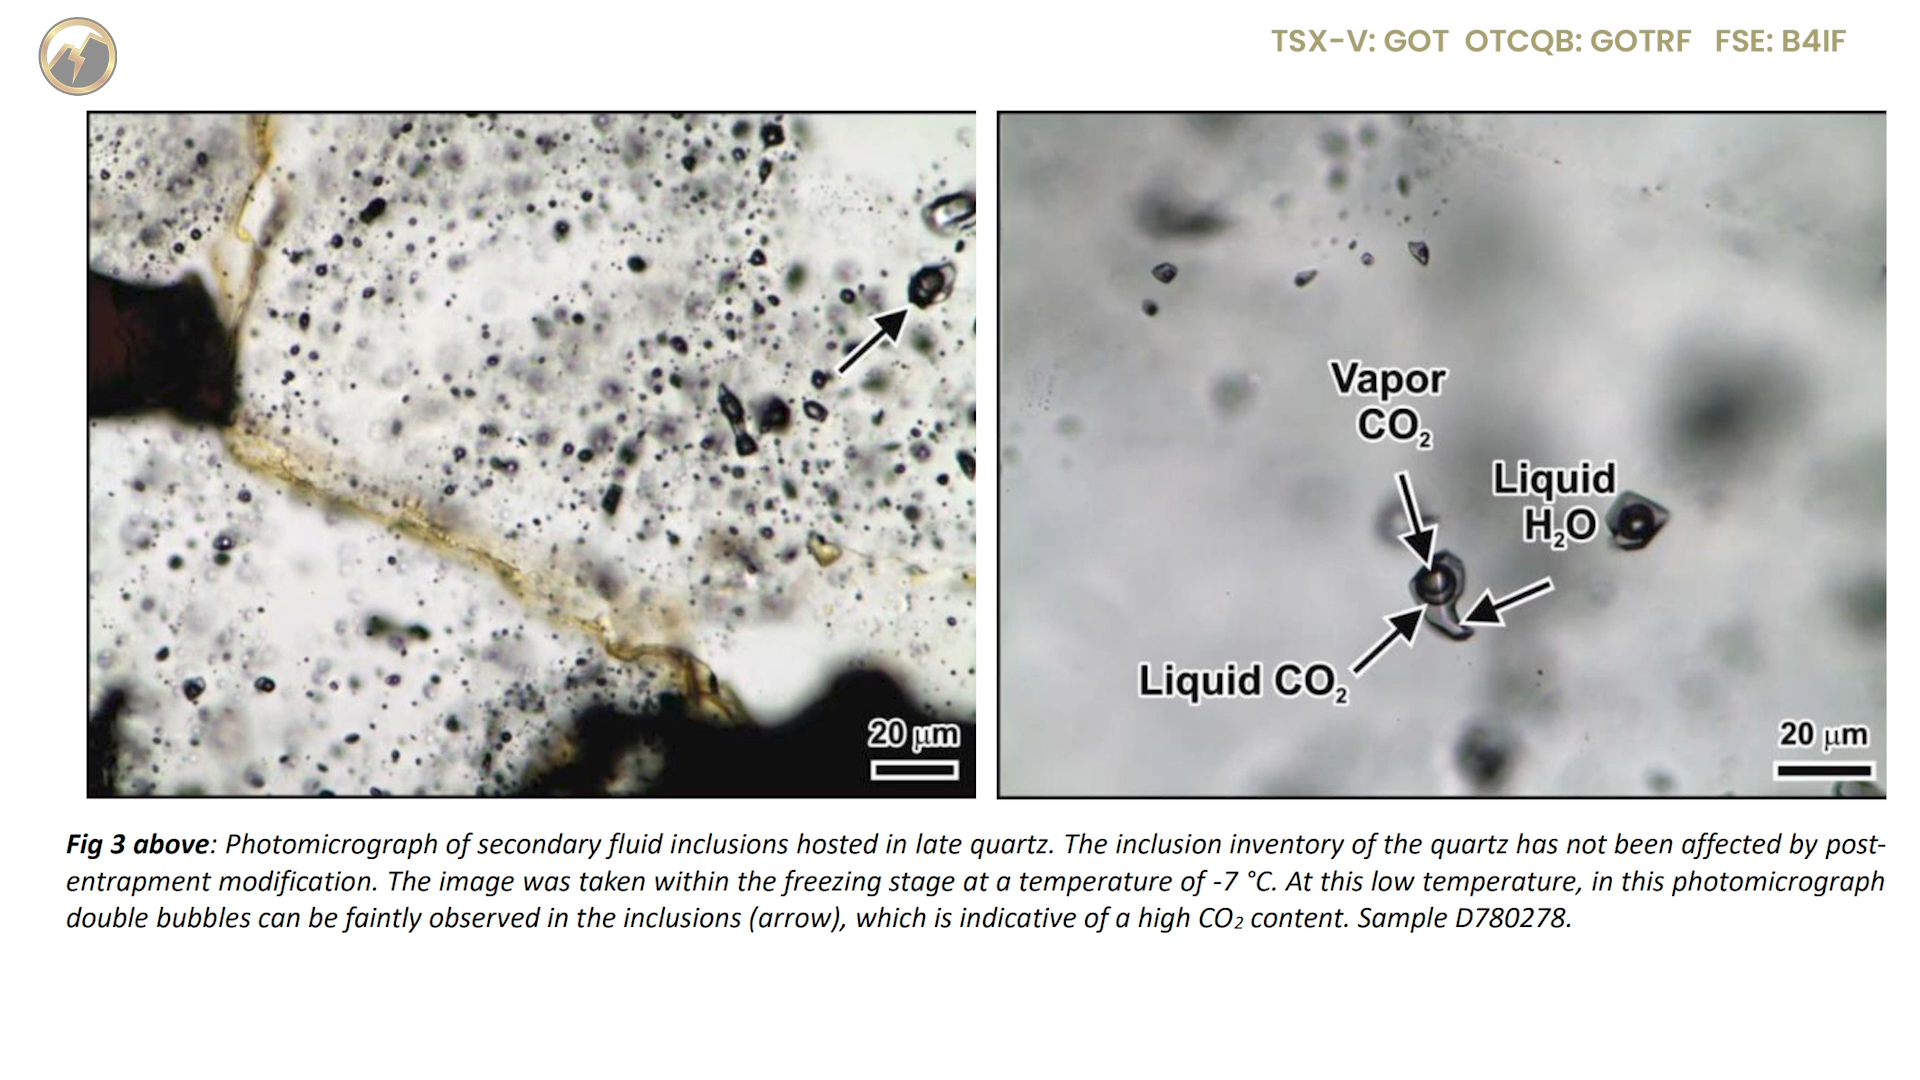 TSX-V: GOT OTCQB: GOTRF FSE: B4IF
20 µm
Vapor
CO₂
Liquid
H₂O
Liquid CO₂
20 µm
Fig 3 above: Photomicrograph of secondary fluid inclusions hosted in late quartz. The inclusion inventory of the quartz has not been affected by post-
entrapment modification. The image was taken within the freezing stage at a temperature of -7 °C. At this low temperature, in this photomicrograph
double bubbles can be faintly observed in the inclusions (arrow), which is indicative of a high CO₂ content. Sample D780278.